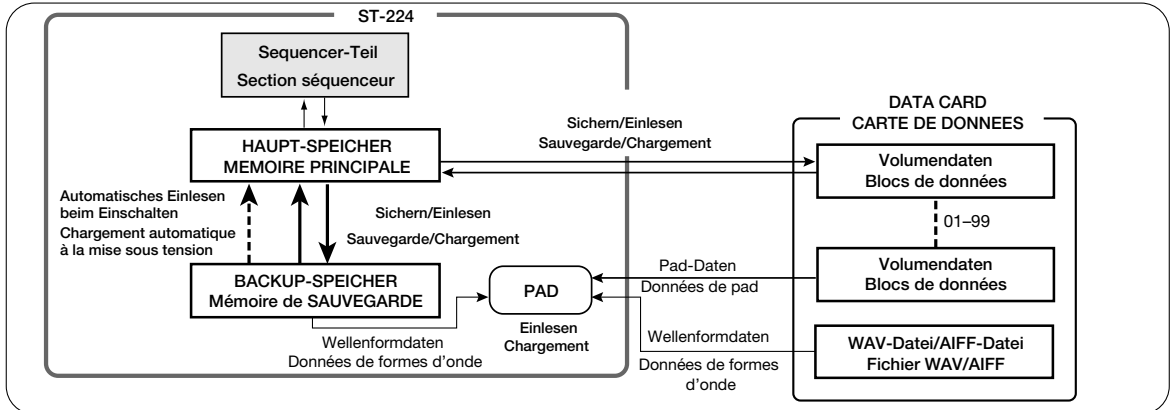 ST-224
Sequencer-Teil
Section séquenceur
HAUPT-SPEICHER
MEMOIRE PRINCIPALE
Automatisches Einlesen
beim Einschalten
Chargement automatique
à la mise sous tension
Sichern/Einlesen
Sauvegarde/Chargement
BACKUP-SPEICHER
Mémoire de SAUVEGARDE
Wellenformdaten
Données de formes d'onde
PAD
Einlesen
Chargement
Sichern/Einlesen
Sauvegarde/Chargement
Pad-Daten
Données de pad
Wellenformdaten
Données de formes
d'onde
DATA CARD
CARTE DE DONNEES
Volumendaten
Blocs de données
01–99
Volumendaten
Blocs de données
WAV-Datei/AIFF-Datei
Fichier WAV/AIFF